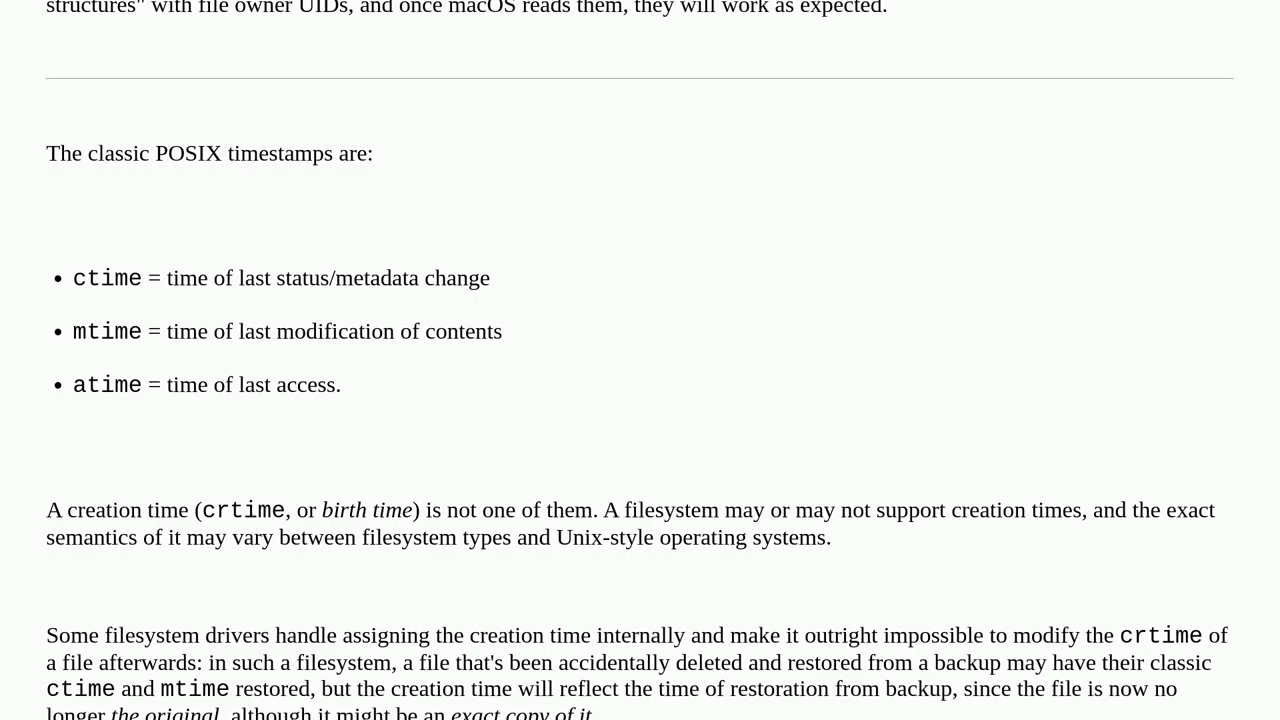 structures" with file owner UIDs, and once macOS reads them, they will work as expected.
The classic POSIX timestamps are:
• ctime = time of last status/metadata change
• mtime = time of last modification of contents
• atime = time of last access.
A creation time (crtime, or birth time) is not one of them. A filesystem may or may not support creation times, and the exact
semantics of it may vary between filesystem types and Unix-style operating systems.
Some filesystem drivers handle assigning the creation time internally and make it outright impossible to modify the crtime of
a file afterwards: in such a filesystem, a file that's been accidentally deleted and restored from a backup may have their classic
ctime and mtime restored, but the creation time will reflect the time of restoration from backup, since the file is now no
longer the original, although it might be an exact copy of it.